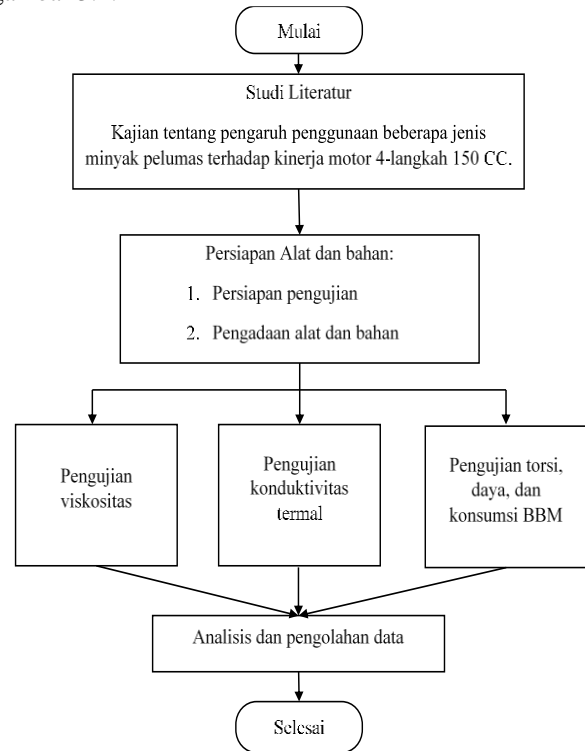 Mulai
Studi Literatur
Kajian tentang pengaruh penggunaan beberapa jenis
minyak pelumas terhadap kinerja motor 4-langkah 150 CC.
Persiapan Alat dan bahan:
1. Persiapan pengujian
2. Pengadaan alat dan bahan
Pengujian
viskositas
Pengujian
konduktivitas
termal
Pengujian torsi,
daya, dan
konsumsi BBM
Analisis dan pengolahan data
Selesai